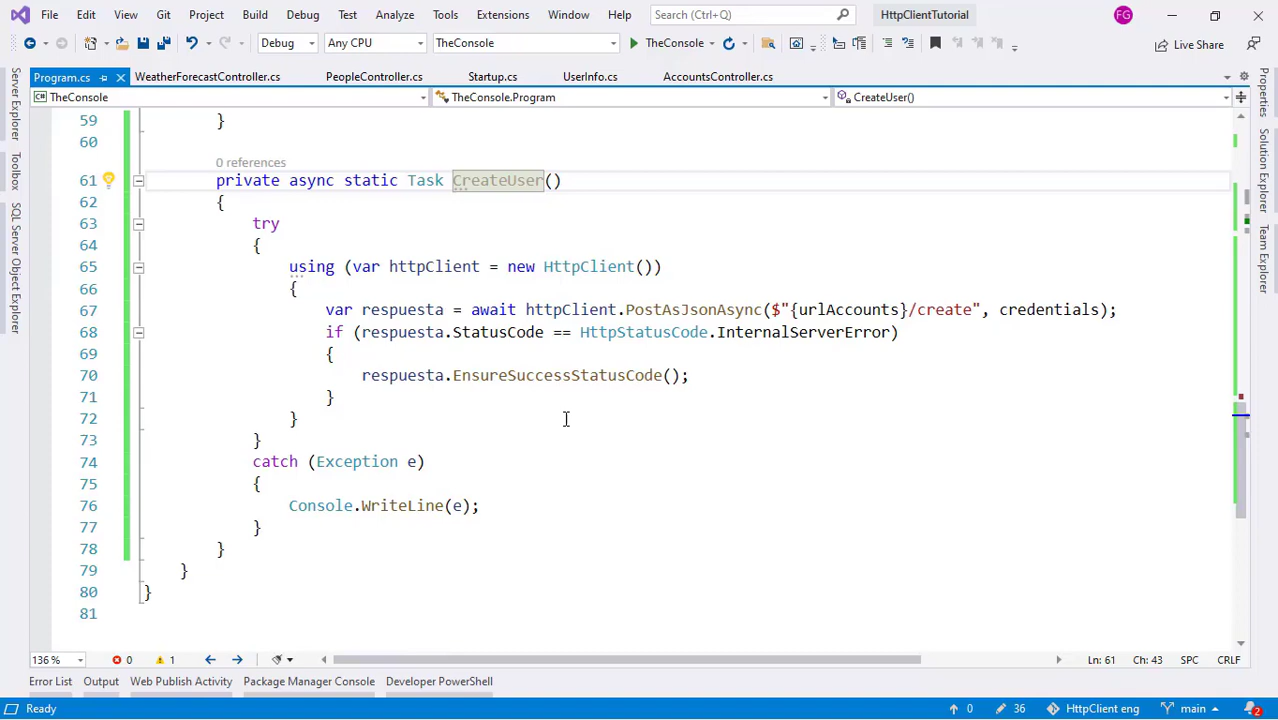 File Edit View Git Project Build Debug Test Analyze Tools Extensions Window Help Search (Ctrl+Q) HttpClientTutorial FG
Debug Any CPU TheConsole TheConsole Live Share
Program.cs WeatherForecastController.cs PeopleController.cs Startup.cs UserInfo.cs AccountsController.cs
TheConsole TheConsole.Program CreateUser()
Server Explorer
Toolbox
SQL Server Object Explorer
59 }
60
0 references
61 private async static Task CreateUser()
62 {
63 try
64 {
65 using (var httpClient = new HttpClient())
66 {
67 var respuesta = await httpClient.PostAsJsonAsync($"{urlAccounts}/create", credentials);
68 if (respuesta.StatusCode == HttpStatusCode.InternalServerError)
69 {
70 respuesta.EnsureSuccessStatusCode();
71 }
72 }
73 }
74 catch (Exception e)
75 {
76 Console.WriteLine(e);
77 }
78 }
79 }
80 }
81
Properties
Solution Explorer
Team Explorer
136 % 0 1 Ln: 61 Ch: 43 SPC CRLF
Error List Output Web Publish Activity Package Manager Console Developer PowerShell
Ready 0 36 HttpClient eng main 2